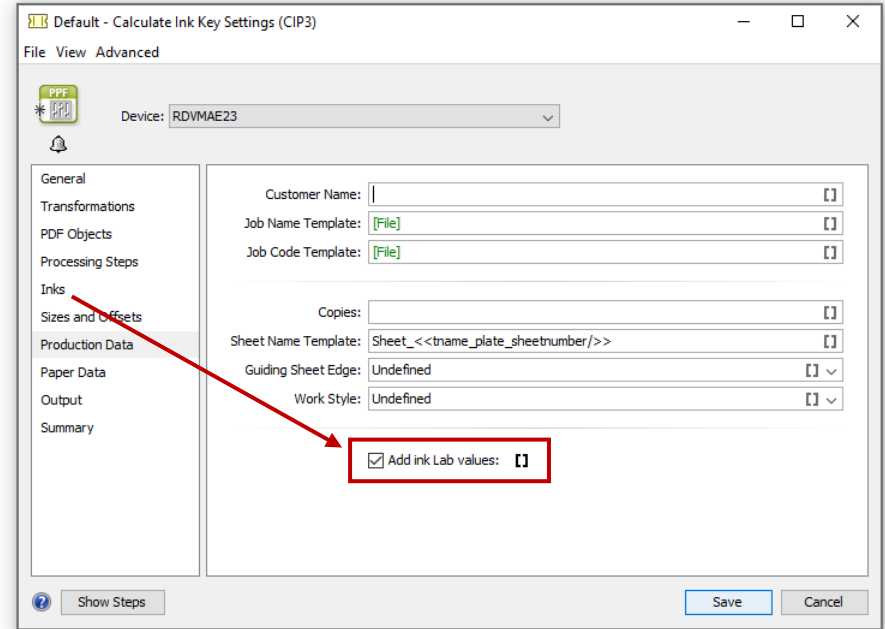 Default - Calculate Ink Key Settings (CIP3)
File View Advanced
PPF
Device: RDVMAE23
General
Transformations
PDF Objects
Processing Steps
Inks
Sizes and Offsets
Production Data
Paper Data
Output
Summary
Customer Name: []
Job Name Template: [File] []
Job Code Template: [File] []
Copies: []
Sheet Name Template: Sheet_<<tname_plate_sheetnumber/>> []
Guiding Sheet Edge: Undefined []
Work Style: Undefined []
Add ink Lab values: []
? Show Steps Save Cancel